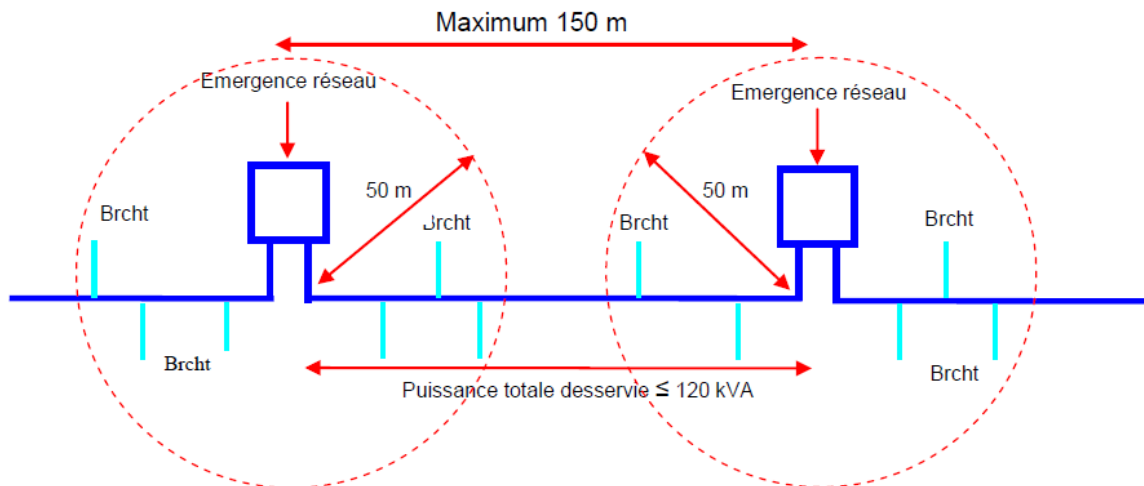 Maximum 150 m
Emergence réseau
Emergence réseau
50 m
50 m
Brcht
Brcht
Brcht
Brcht
Brcht
Brcht
Puissance totale desservie ≤ 120 kVA